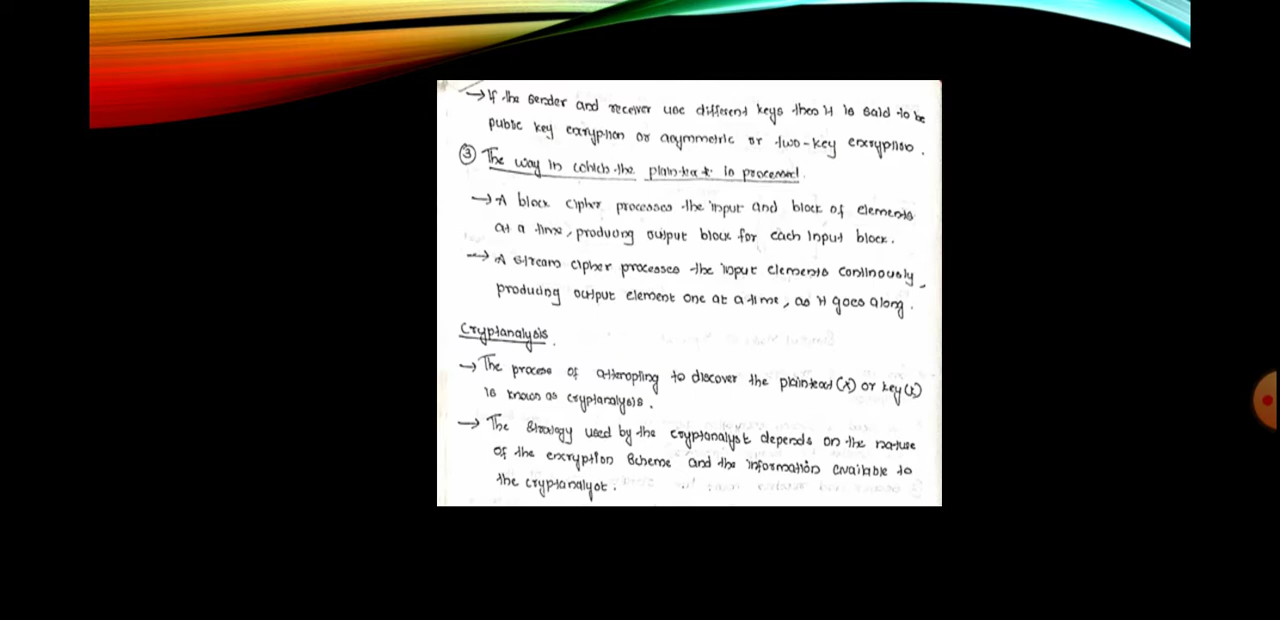 → If the sender and receiver use different keys then it is said to be
public key encryption or asymmetric or two-key encryption.
③ The way in which the plaintext is processed.
→ A block cipher processes the input and block of elements
at a time, producing output block for each input block.
→ A stream cipher processes the input elements continously,
producing output element one at a time, as it goes along.
Cryptanalysis.
→ The process of attempting to discover the plaintext (x) or key (k)
is known as cryptanalysis.
→ The strategy used by the cryptanalyst depends on the nature
of the encryption scheme and the information available to
the cryptanalyst.